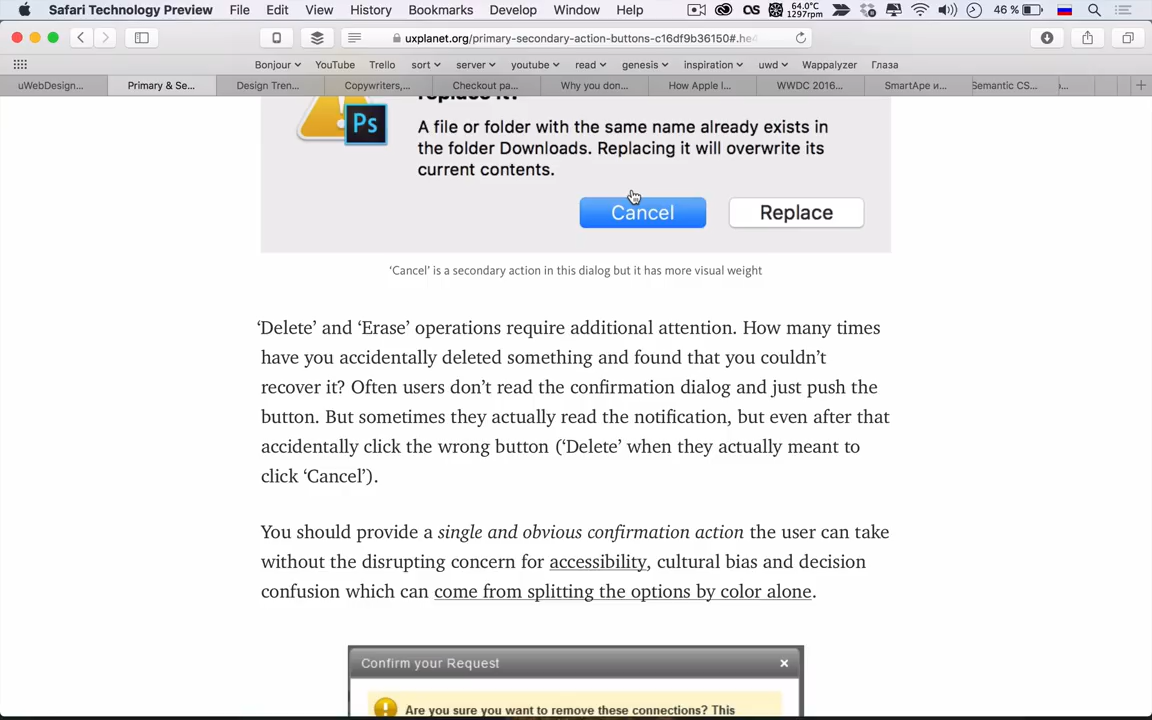 Safari Technology Preview File Edit View History Bookmarks Develop Window Help 64.0°C 1297rpm 46 %
uxplanet.org/primary-secondary-action-buttons-c16df9b36150#.he4
Bonjour YouTube Trello sort server youtube read genesis inspiration uwd Wappalyzer Глаза
uWebDesign... Primary & Se... Design Tren... Copywriters,... Checkout pa... Why you don... How Apple I... WWDC 2016... SmartApe и... Semantic CS...
replace it?
Ps
A file or folder with the same name already exists in
the folder Downloads. Replacing it will overwrite its
current contents.
Cancel Replace
‘Cancel’ is a secondary action in this dialog but it has more visual weight
‘Delete’ and ‘Erase’ operations require additional attention. How many times
have you accidentally deleted something and found that you couldn’t
recover it? Often users don’t read the confirmation dialog and just push the
button. But sometimes they actually read the notification, but even after that
accidentally click the wrong button (‘Delete’ when they actually meant to
click ‘Cancel’).
You should provide a single and obvious confirmation action the user can take
without the disrupting concern for accessibility, cultural bias and decision
confusion which can come from splitting the options by color alone.
Confirm your Request
Are you sure you want to remove these connections? This